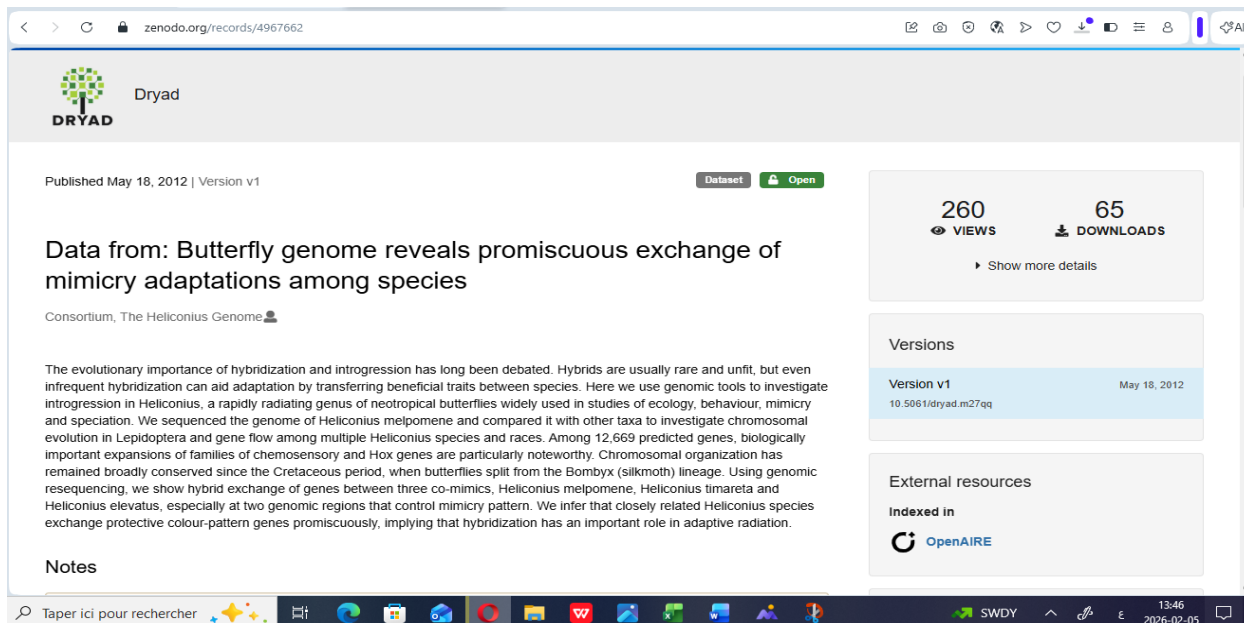 zenodo.org/records/4967662
DRYAD
Dryad
Published May 18, 2012 | Version v1
Dataset
Open
Data from: Butterfly genome reveals promiscuous exchange of
mimicry adaptations among species
Consortium, The Heliconius Genome
The evolutionary importance of hybridization and introgression has long been debated. Hybrids are usually rare and unfit, but even
infrequent hybridization can aid adaptation by transferring beneficial traits between species. Here we use genomic tools to investigate
introgression in Heliconius, a rapidly radiating genus of neotropical butterflies widely used in studies of ecology, behaviour, mimicry
and speciation. We sequenced the genome of Heliconius melpomene and compared it with other taxa to investigate chromosomal
evolution in Lepidoptera and gene flow among multiple Heliconius species and races. Among 12,669 predicted genes, biologically
important expansions of families of chemosensory and Hox genes are particularly noteworthy. Chromosomal organization has
remained broadly conserved since the Cretaceous period, when butterflies split from the Bombyx (silkmoth) lineage. Using genomic
resequencing, we show hybrid exchange of genes between three co-mimics, Heliconius melpomene, Heliconius timareta and
Heliconius elevatus, especially at two genomic regions that control mimicry pattern. We infer that closely related Heliconius species
exchange protective colour-pattern genes promiscuously, implying that hybridization has an important role in adaptive radiation.
Notes
260
VIEWS
65
DOWNLOADS
Show more details
Versions
Version v1
May 18, 2012
10.5061/dryad.m27qq
External resources
Indexed in
OpenAIRE
Taper ici pour rechercher
SWDY
ع
13:46
2026-02-05